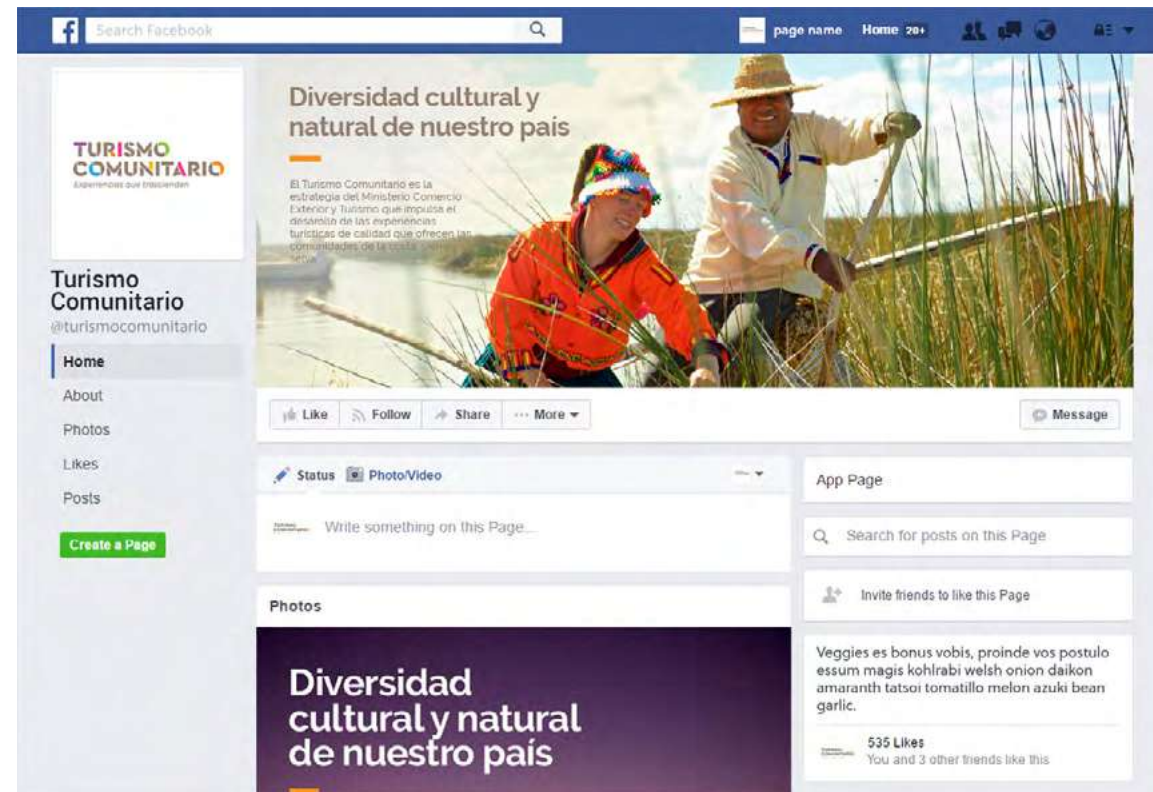 Search Facebook
page name Home 20+
TURISMO
COMUNITARIO
Experiencias que trascienden
Turismo
Comunitario
@turismocomunitario
Home
About
Photos
Likes
Posts
Create a Page
Diversidad cultural y
natural de nuestro país
El Turismo Comunitario es la
estrategia del Ministerio Comercio
Exterior y Turismo que impulsa el
desarollo de las experiencias
turísticas de calidad que ofrecen las
comunidades de la costa, sierra y
selva.
Like Follow Share More
Message
Status Photo/Video
Write something on this Page...
Photos
Diversidad
cultural y natural
de nuestro país
App Page
Search for posts on this Page
Invite friends to like this Page
Veggies es bonus vobis, proinde vos postulo
essum magis kohlrabi welsh onion daikon
amaranth tatsoi tomatillo melon azuki bean
garlic.
535 Likes
You and 3 other friends like this